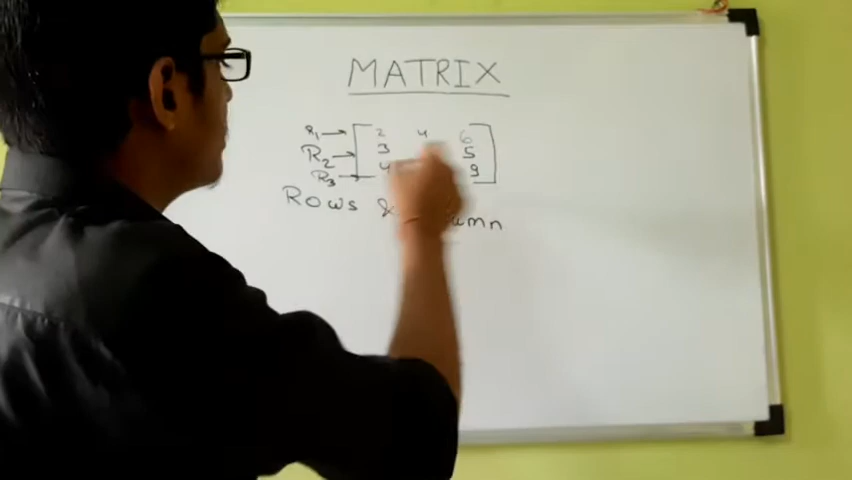 MATRIX
R1 → [ 2 4 6 ]
R2 → 3 5
R3 → 4 9
Rows &